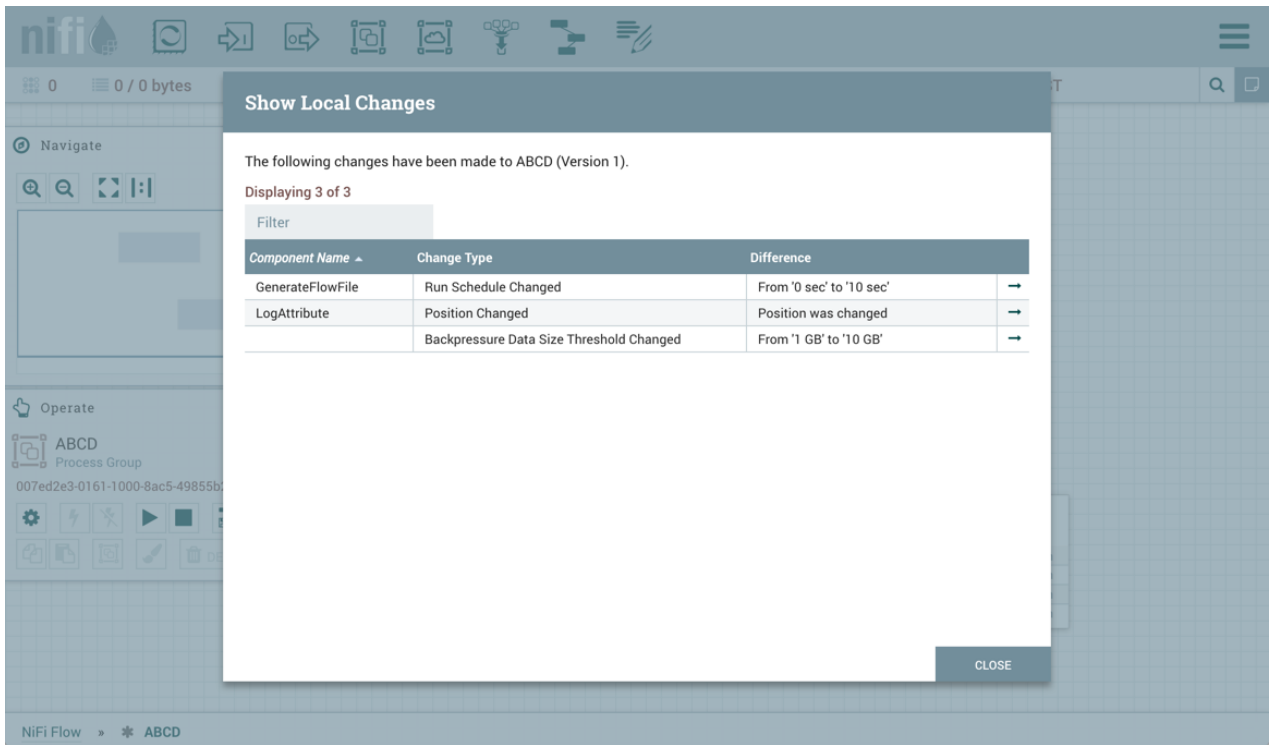 nifi
0
0 / 0 bytes
Show Local Changes
Navigate
The following changes have been made to ABCD (Version 1).
Displaying 3 of 3
Filter
Component Name Change Type Difference
GenerateFlowFile Run Schedule Changed From '0 sec' to '10 sec'
LogAttribute Position Changed Position was changed
Backpressure Data Size Threshold Changed From '1 GB' to '10 GB'
Operate
ABCD
Process Group
CLOSE
NiFi Flow » ABCD